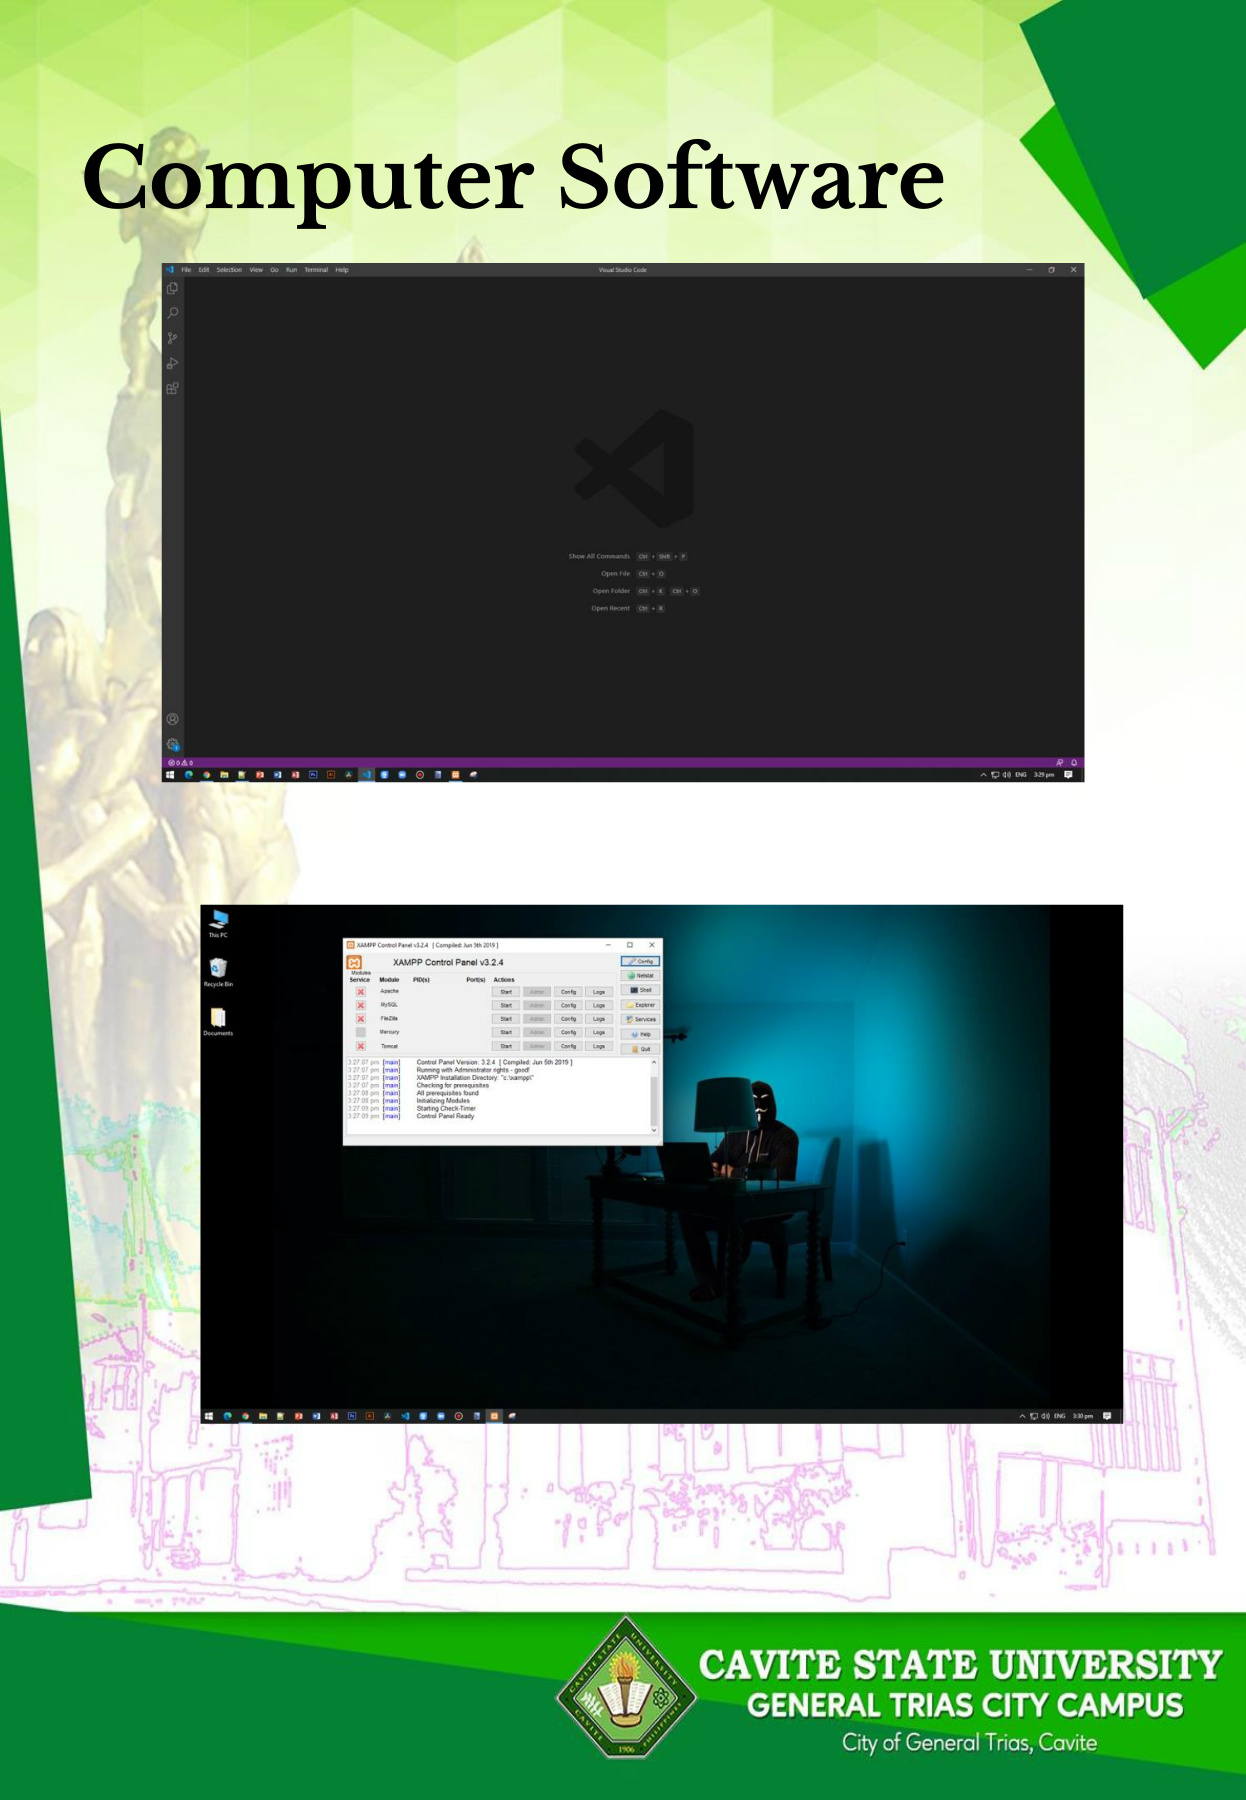 Computer Software
File Edit Selection View Go Run Terminal Help
Visual Studio Code
Show All Commands Ctrl + Shift + P
Open File Ctrl + O
Open Folder Ctrl + K Ctrl + O
Open Recent Ctrl + R
0 0
ENG 3:29 pm
This PC
Recycle Bin
Documents
XAMPP Control Panel v3.2.4 [ Compiled: Jun 5th 2019 ]
XAMPP Control Panel v3.2.4
Config
Modules
Service Module PID(s) Port(s) Actions
Netstat
Apache Start Admin Config Logs
Shell
MySQL Start Admin Config Logs
Explorer
FileZilla Start Admin Config Logs
Services
Mercury Start Admin Config Logs
Help
Tomcat Start Admin Config Logs
Quit
3:27:07 pm [main] Control Panel Version: 3.2.4 [ Compiled: Jun 5th 2019 ]
3:27:07 pm [main] Running with Administrator rights - good!
3:27:07 pm [main] XAMPP Installation Directory: "c:\xampp\"
3:27:07 pm [main] Checking for prerequisites
3:27:08 pm [main] All prerequisites found
3:27:08 pm [main] Initializing Modules
3:27:09 pm [main] Starting Check-Timer
3:27:09 pm [main] Control Panel Ready
ENG 3:30 pm
CAVITE STATE UNIVERSITY
CAVITE PHILIPPINES
1906
CAVITE STATE UNIVERSITY
GENERAL TRIAS CITY CAMPUS
City of General Trias, Cavite